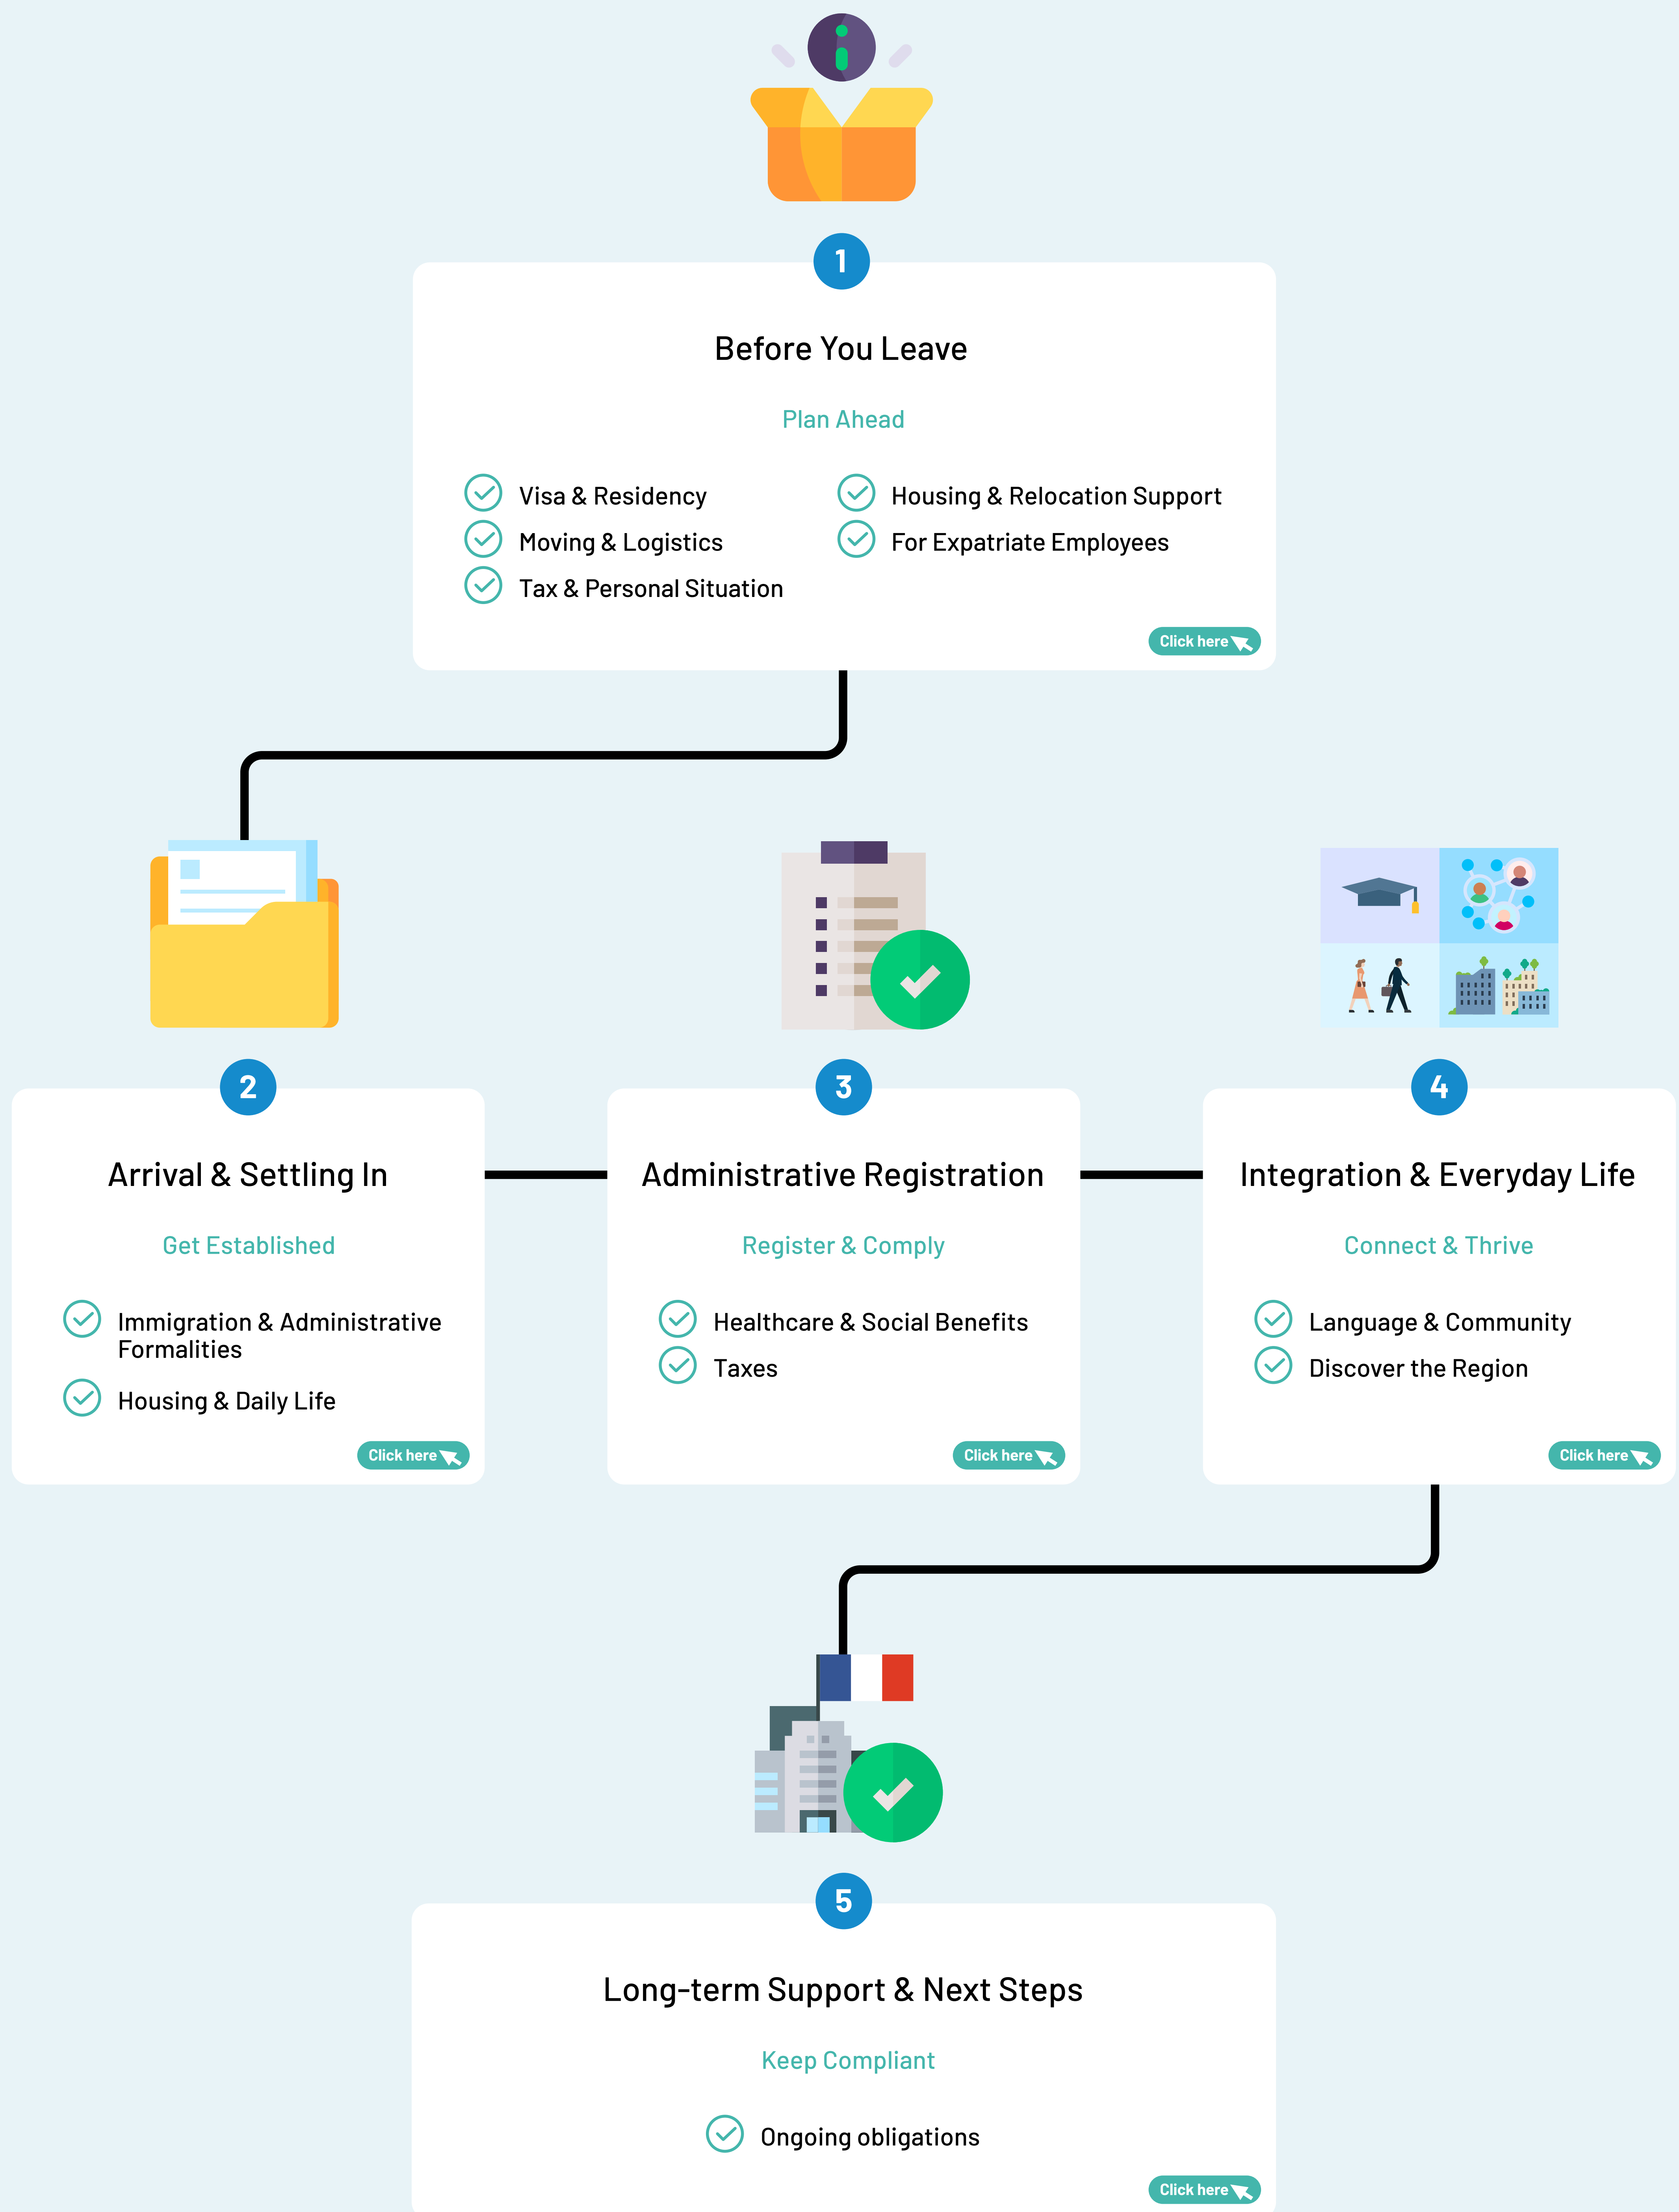 1
Before You Leave
Plan Ahead
Visa & Residency
Moving & Logistics
Tax & Personal Situation
Housing & Relocation Support
For Expatriate Employees
Click here
2
Arrival & Settling In
Get Established
Immigration & Administrative
Formalities
Housing & Daily Life
Click here
3
Administrative Registration
Register & Comply
Healthcare & Social Benefits
Taxes
Click here
4
Integration & Everyday Life
Connect & Thrive
Language & Community
Discover the Region
Click here
5
Long-term Support & Next Steps
Keep Compliant
Ongoing obligations
Click here